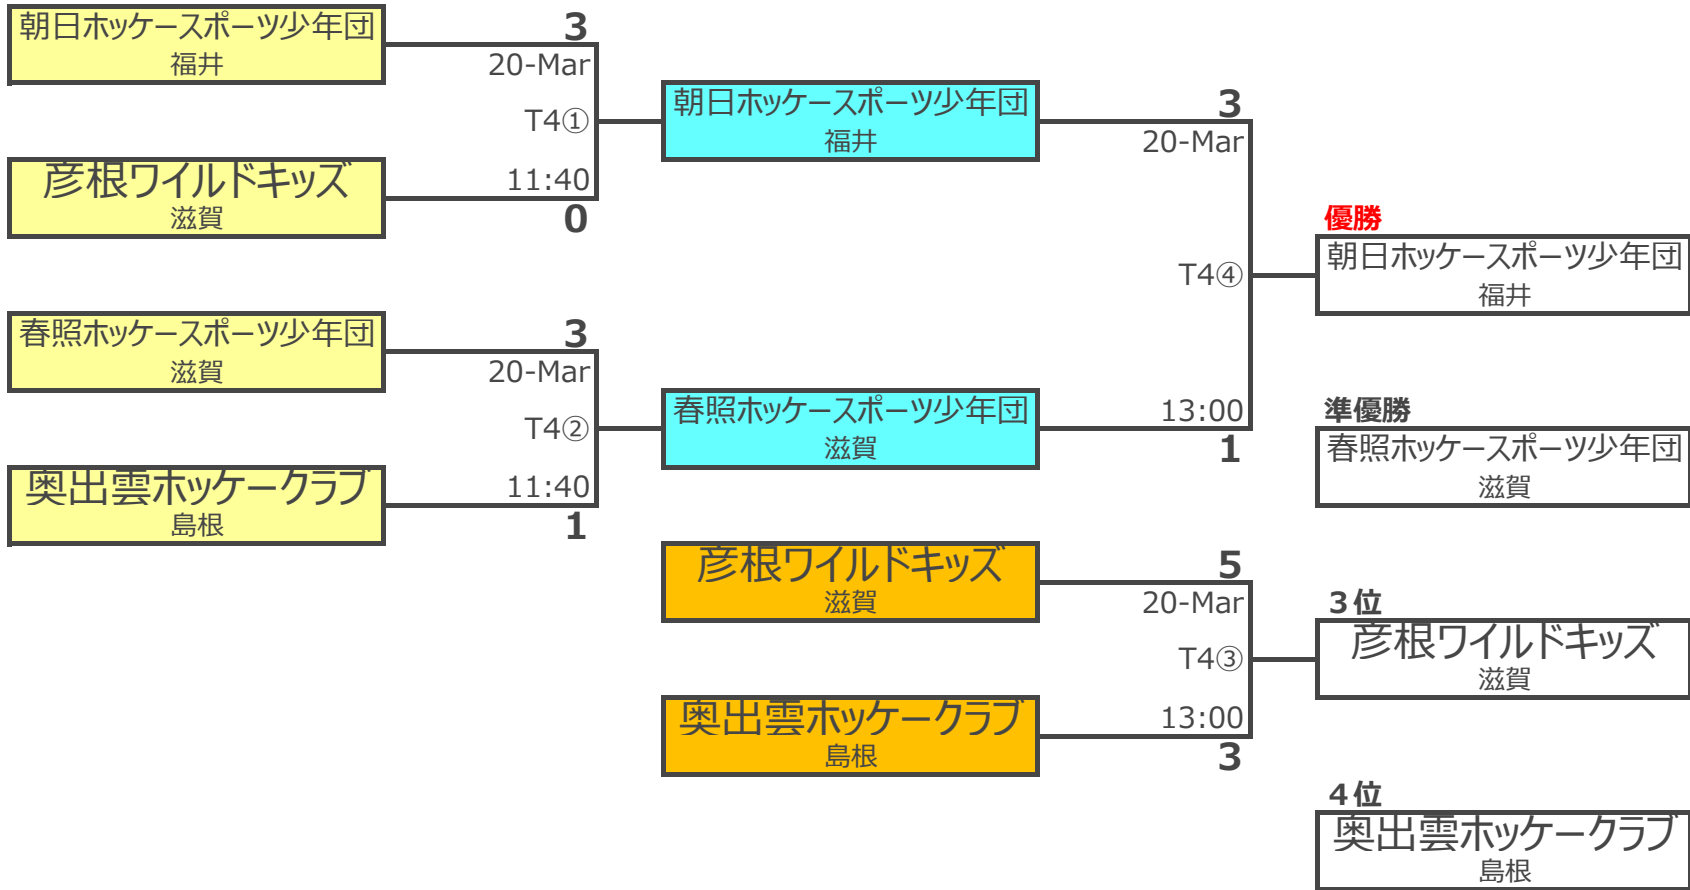 朝日ホッケースポーツ少年団
福井
3
20-Mar
T4①
11:40
0
彦根ワイルドキッズ
滋賀
春照ホッケースポーツ少年団
滋賀
3
20-Mar
T4②
11:40
1
奥出雲ホッケークラブ
島根
朝日ホッケースポーツ少年団
福井
3
20-Mar
T4④
13:00
1
春照ホッケースポーツ少年団
滋賀
彦根ワイルドキッズ
滋賀
5
20-Mar
T4③
13:00
3
奥出雲ホッケークラブ
島根
優勝
朝日ホッケースポーツ少年団
福井
準優勝
春照ホッケースポーツ少年団
滋賀
３位
彦根ワイルドキッズ
滋賀
４位
奥出雲ホッケークラブ
島根